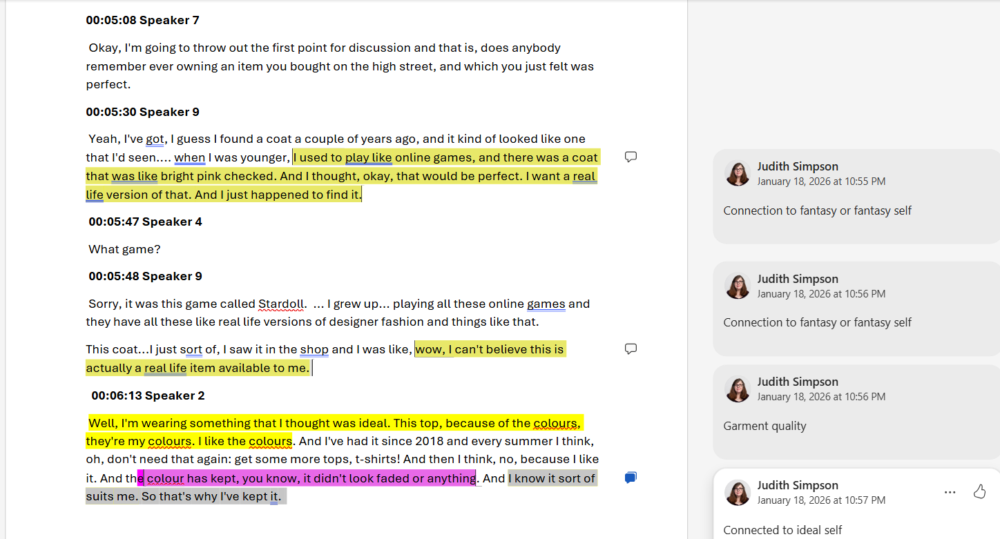 00:05:08 Speaker 7
Okay, I'm going to throw out the first point for discussion and that is, does anybody
remember ever owning an item you bought on the high street, and which you just felt was
perfect.
00:05:30 Speaker 9
Yeah, I've got, I guess I found a coat a couple of years ago, and it kind of looked like one
that I'd seen.... when I was younger, I used to play like online games, and there was a coat
that was like bright pink checked. And I thought, okay, that would be perfect. I want a real
life version of that. And I just happened to find it.
00:05:47 Speaker 4
What game?
00:05:48 Speaker 9
Sorry, it was this game called Stardoll.  ... I grew up... playing all these online games and
they have all these like real life versions of designer fashion and things like that.
This coat...I just sort of, I saw it in the shop and I was like, wow, I can't believe this is
actually a real life item available to me.
00:06:13 Speaker 2
Well, I'm wearing something that I thought was ideal. This top, because of the colours,
they're my colours. I like the colours. And I've had it since 2018 and every summer I think,
oh, don't need that again: get some more tops, t-shirts! And then I think, no, because I like
it. And the colour has kept, you know, it didn't look faded or anything. And I know it sort of
suits me. So that's why I've kept it.
Judith Simpson
January 18, 2026 at 10:55 PM
Connection to fantasy or fantasy self
Judith Simpson
January 18, 2026 at 10:56 PM
Connection to fantasy or fantasy self
Judith Simpson
January 18, 2026 at 10:56 PM
Garment quality
Judith Simpson
January 18, 2026 at 10:57 PM
Connected to ideal self